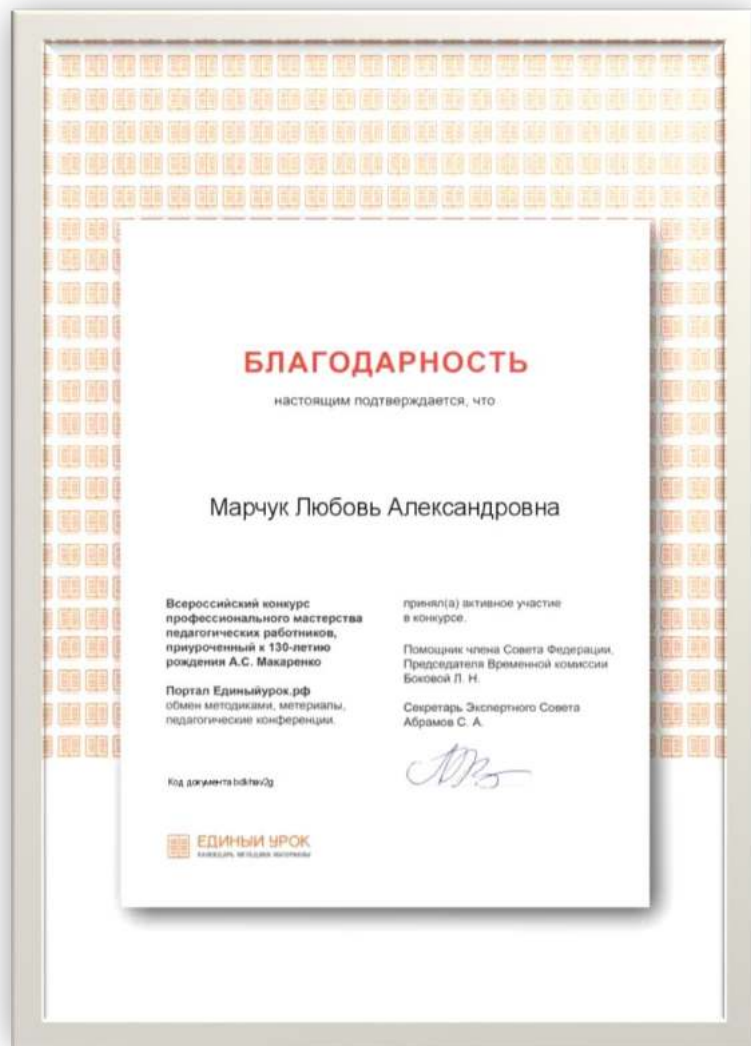 БЛАГОДАРНОСТЬ
настоящим подтверждается, что
Марчук Любовь Александровна
Всероссийский конкурс
профессионального мастерства
педагогических работников,
приуроченный к 130-летию
рождения А.С. Макаренко
Портал Единыйурок.рф
обмен методиками, метериалы,
педагогические конференции.
Код документа
принял(а) активное участие
в конкурсе.
Помощник члена Совета Федерации,
Председателя Временной комиссии
Боковой Л. Н.
Секретарь Экспертного Совета
Абрамов С. А.
ЕДИНЫЙ УРОК